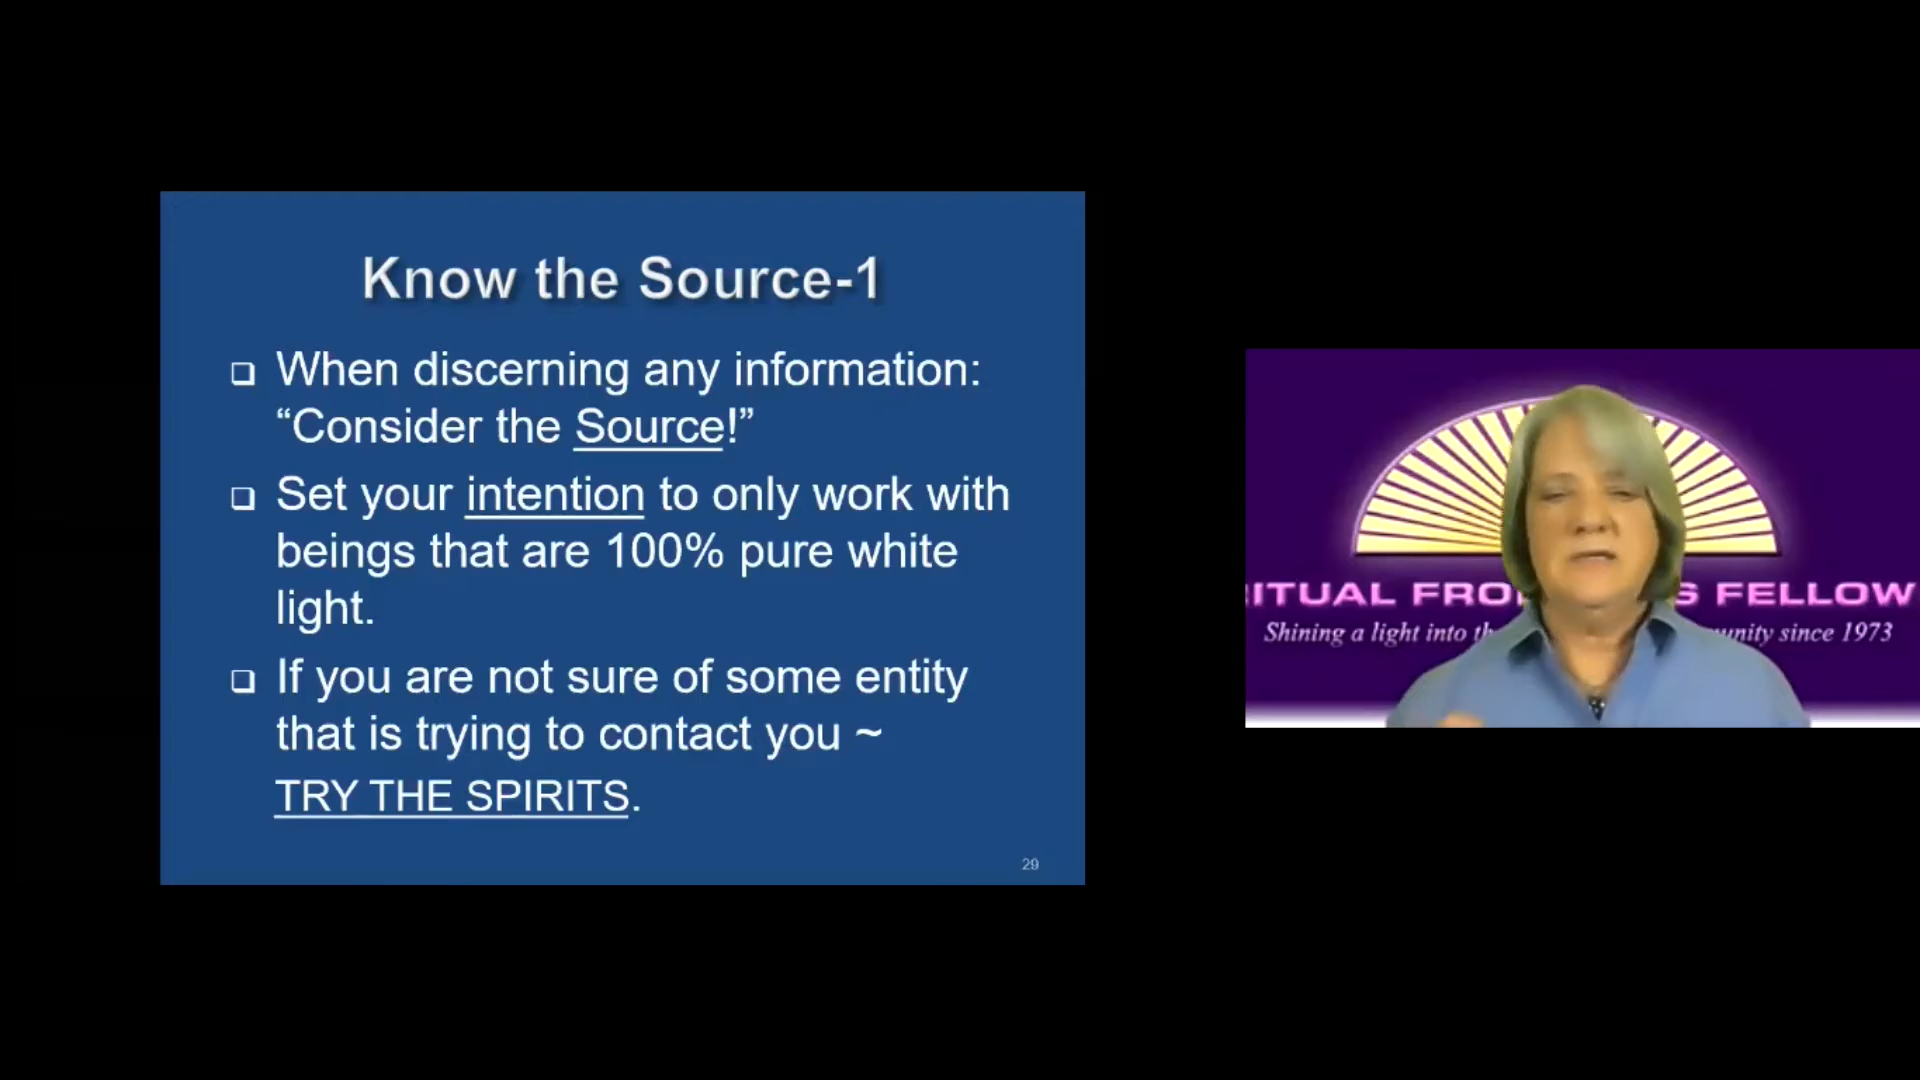 Know the Source-1
❑ When discerning any information:
“Consider the Source!”
❑ Set your intention to only work with
beings that are 100% pure white
light.
❑ If you are not sure of some entity
that is trying to contact you ~
TRY THE SPIRITS.
29
RITUAL FRO S FELLOW
Shining a light into th unity since 1973